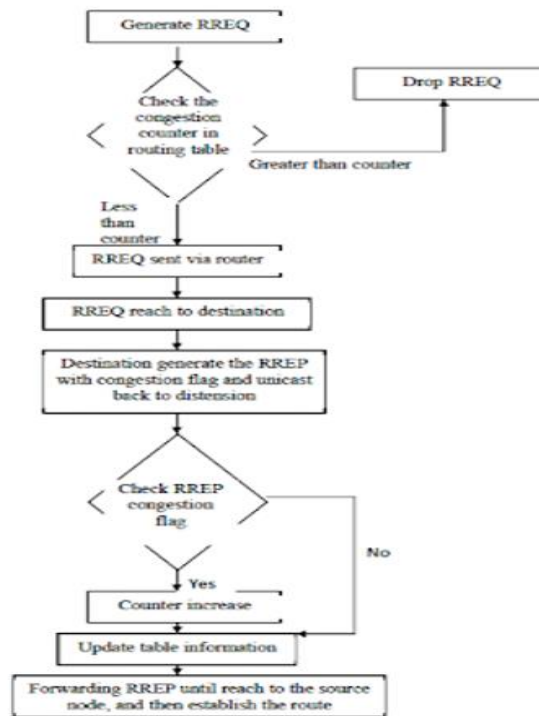 Generate RREQ
Check the
congestion
counter in
routing table
Drop RREQ
Greater than counter
Less
than
counter
RREQ sent via router
RREQ reach to destination
Destination generate the RREP
with congestion flag and unicast
back to distension
Check RREP
congestion
flag
No
Yes
Counter increase
Update table information
Forwarding RREP until reach to the source
node, and then establish the route